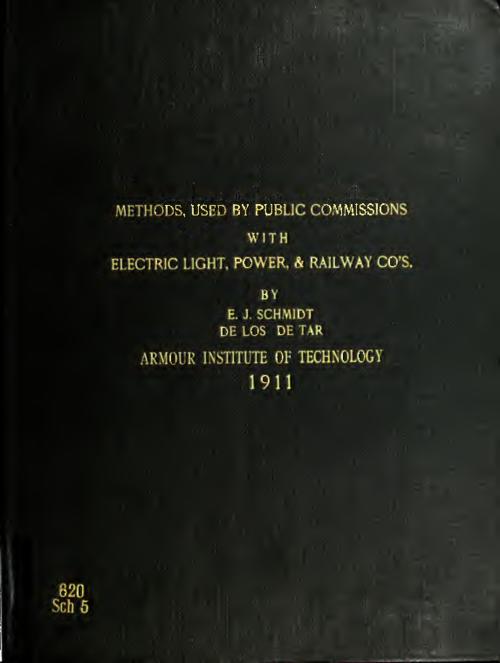 METHODS, USED BY PUBLIC COMMISSIONS
WITH
ELECTRIC LIGHT, POWER, & RAILWAY CO'S.
BY
E. J. SCHMIDT
DE LOS DE TAR
ARMOUR INSTITUTE OF TECHNOLOGY
1911
620
Sch 5